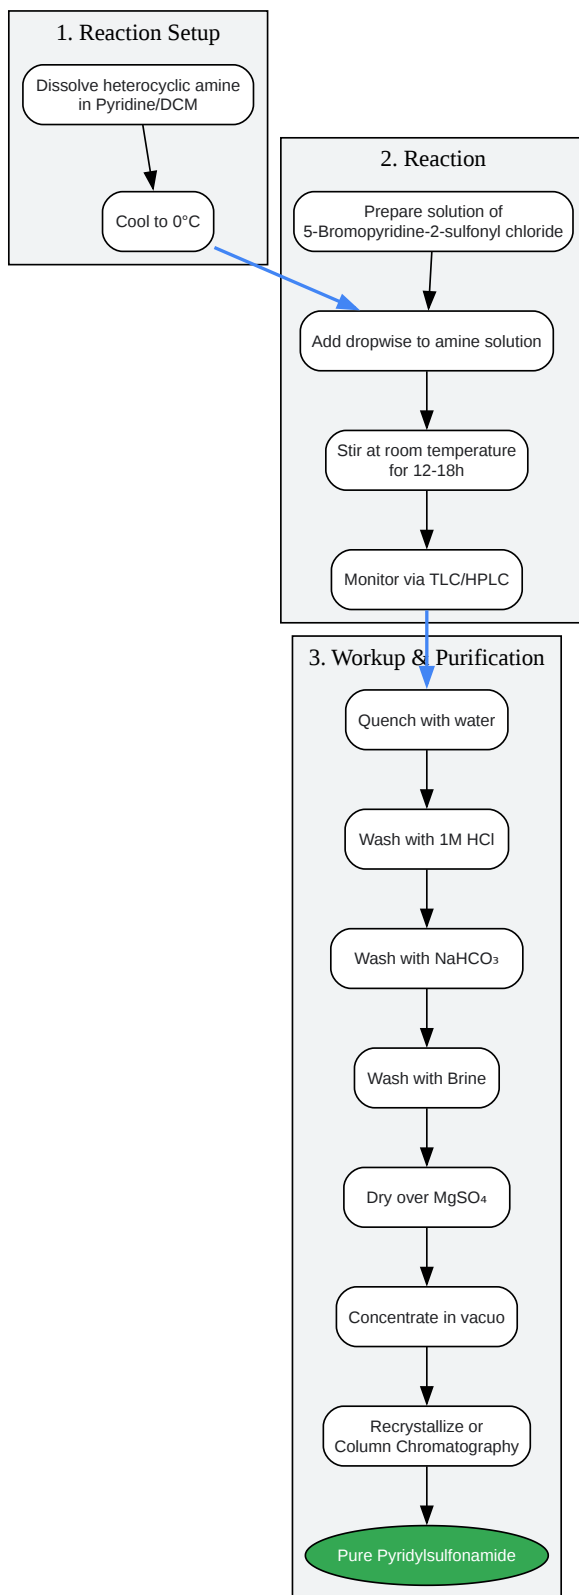 1. Reaction Setup
Dissolve heterocyclic amine
in Pyridine/DCM
Cool to 0°C
2. Reaction
Prepare solution of
5-Bromopyridine-2-sulfonyl chloride
Add dropwise to amine solution
Stir at room temperature
for 12-18h
Monitor via TLC/HPLC
3. Workup & Purification
Quench with water
Wash with 1M HCl
Wash with NaHCO₃
Wash with Brine
Dry over MgSO₄
Concentrate in vacuo
Recrystallize or
Column Chromatography
Pure Pyridylsulfonamide